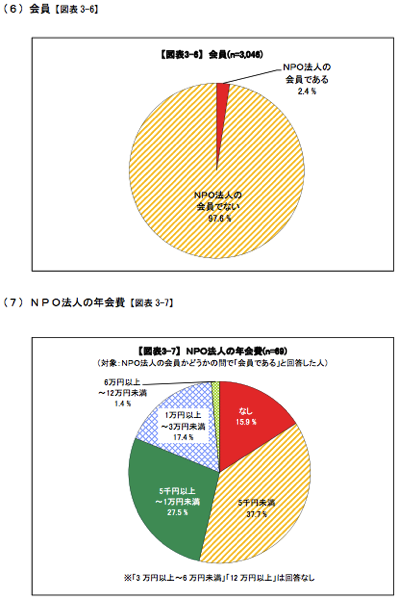 （6）会員【図表 3-6】
【図表3-6】 会員(n=3,046)
NPO法人の
会員である
2.4％
NPO法人の
会員でない
97.6％
（7）ＮＰＯ法人の年会費【図表 3-7】
【図表3-7】 NPO法人の年会費(n=69)
（対象：NPO法人の会員かどうかの問で「会員である」と回答した人）
6万円以上
～12万円未満
1.4％
なし
15.9％
1万円以上
～3万円未満
17.4％
5千円以上
～1万円未満
27.5％
5千円未満
37.7％
※「3 万円以上～6 万円未満」「12 万円以上」は回答なし